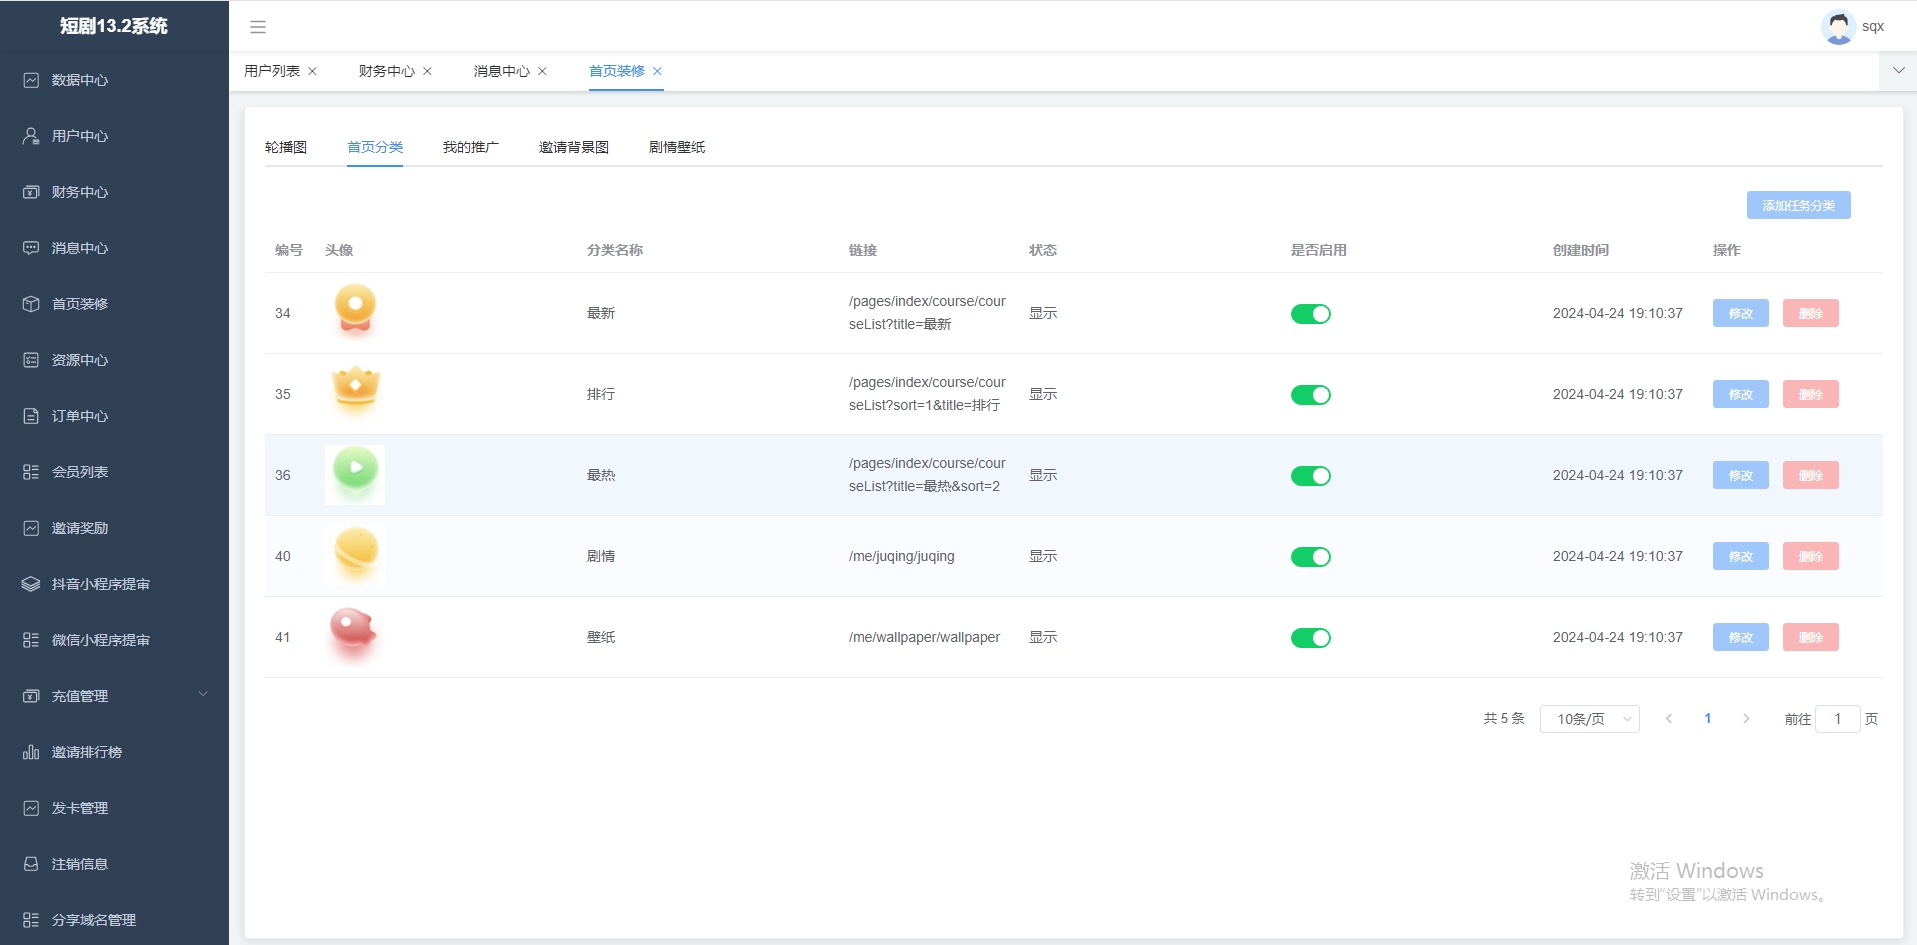 短剧13.2系统
sqx
用户列表
财务中心
消息中心
首页装修
数据中心
用户中心
财务中心
消息中心
首页装修
资源中心
订单中心
会员列表
邀请奖励
抖音小程序提审
微信小程序提审
充值管理
邀请排行榜
发卡管理
注销信息
分享域名管理
轮播图 首页分类 我的推广 邀请背景图 剧情壁纸
添加任务分类
编号 头像 分类名称 链接 状态 是否启用 创建时间 操作
34 最新 /pages/index/course/cour
seList?title=最新 显示 2024-04-24 19:10:37 修改 删除
35 排行 /pages/index/course/cour
seList?sort=1&title=排行 显示 2024-04-24 19:10:37 修改 删除
36 最热 /pages/index/course/cour
seList?title=最热&sort=2 显示 2024-04-24 19:10:37 修改 删除
40 剧情 /me/juqing/juqing 显示 2024-04-24 19:10:37 修改 删除
41 壁纸 /me/wallpaper/wallpaper 显示 2024-04-24 19:10:37 修改 删除
共 5 条 10条/页 1 前往 1 页
激活 Windows
转到“设置”以激活 Windows。